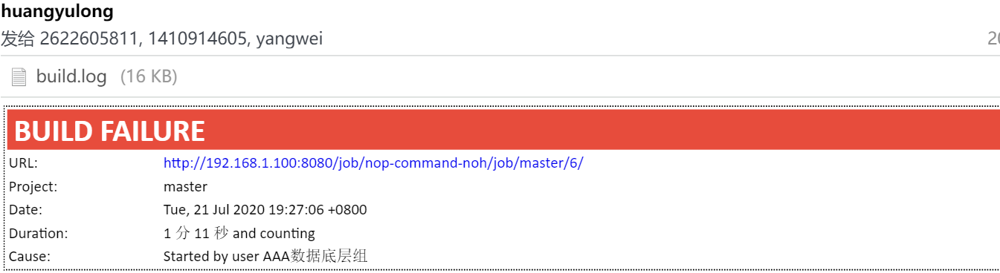 huangyulong
发给 2622605811, 1410914605, yangwei
build.log (16 KB)
BUILD FAILURE
URL: http://192.168.1.100:8080/job/nop-command-noh/job/master/6/
Project: master
Date: Tue, 21 Jul 2020 19:27:06 +0800
Duration: 1 分 11 秒 and counting
Cause: Started by user AAA数据底层组